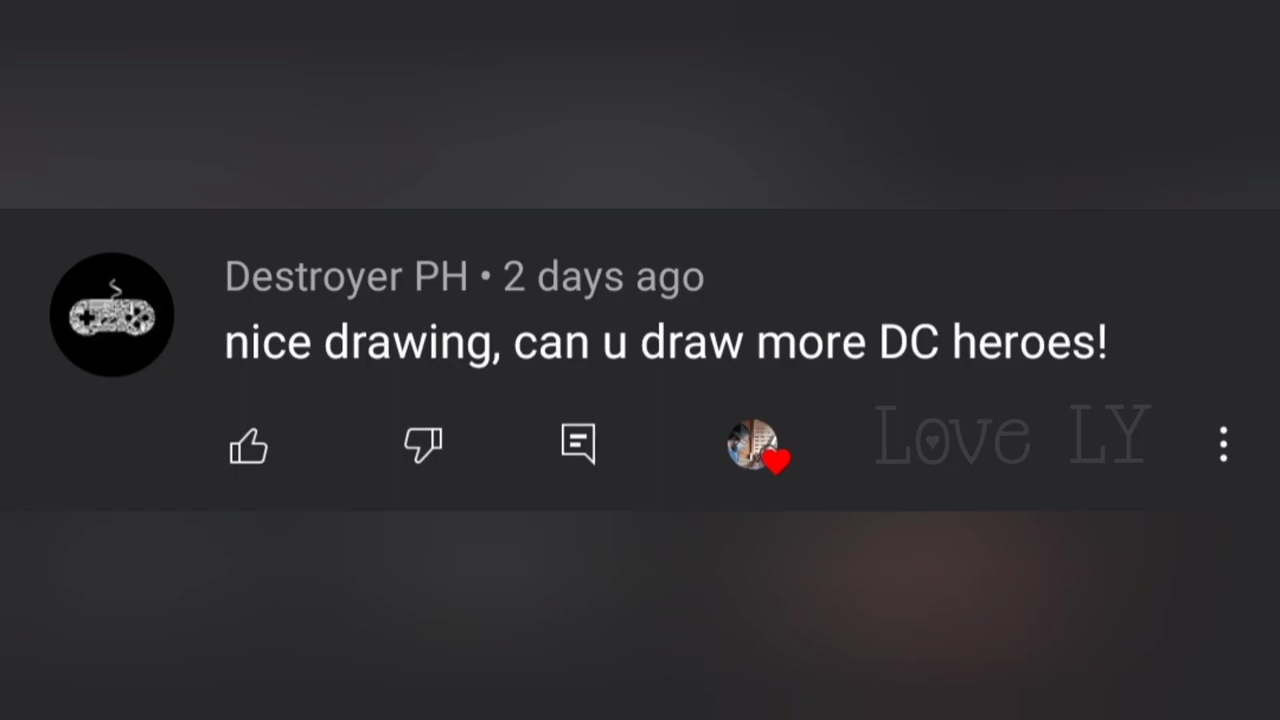 Destroyer PH • 2 days ago
nice drawing, can u draw more DC heroes!
Love LY